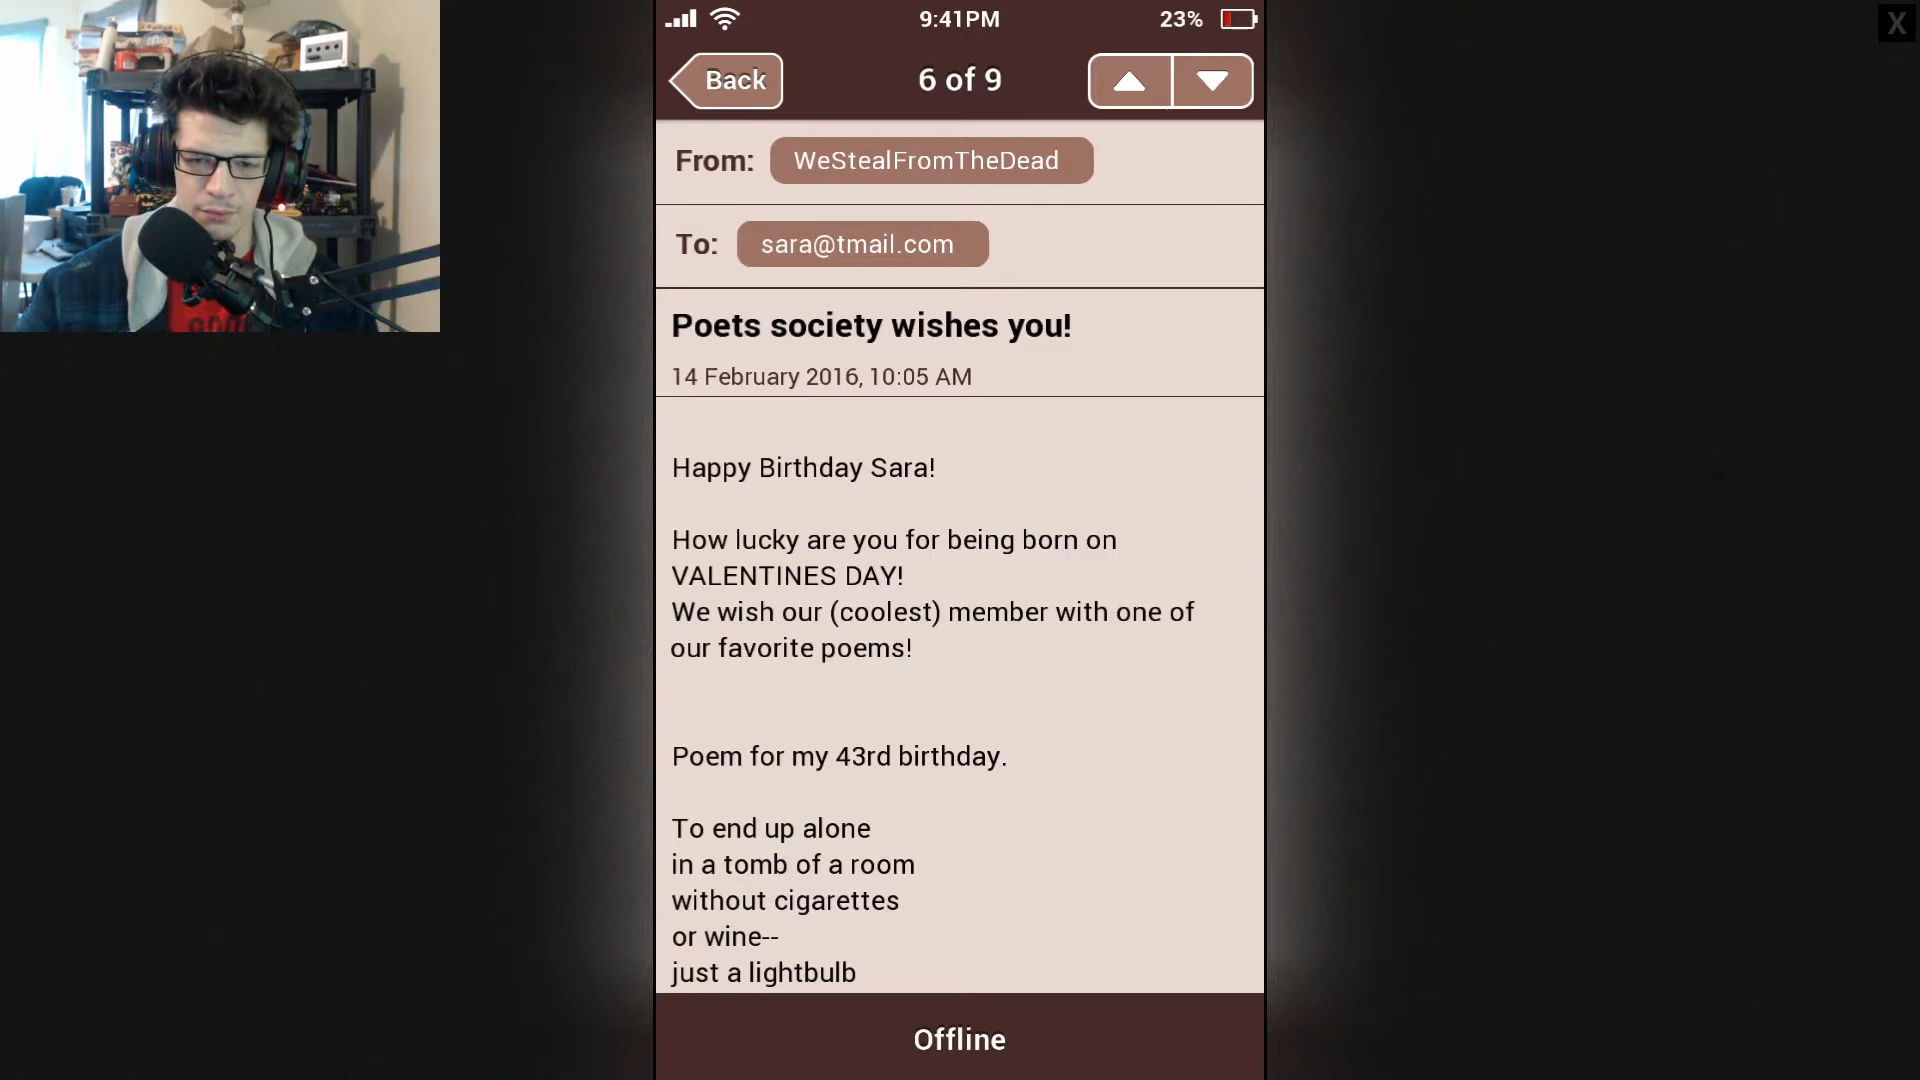 9:41PM
23%
X
Back
6 of 9
From: WeStealFromTheDead
To: sara@tmail.com
Poets society wishes you!
14 February 2016, 10:05 AM
Happy Birthday Sara!
How lucky are you for being born on
VALENTINES DAY!
We wish our (coolest) member with one of
our favorite poems!
Poem for my 43rd birthday.
To end up alone
in a tomb of a room
without cigarettes
or wine--
just a lightbulb
Offline